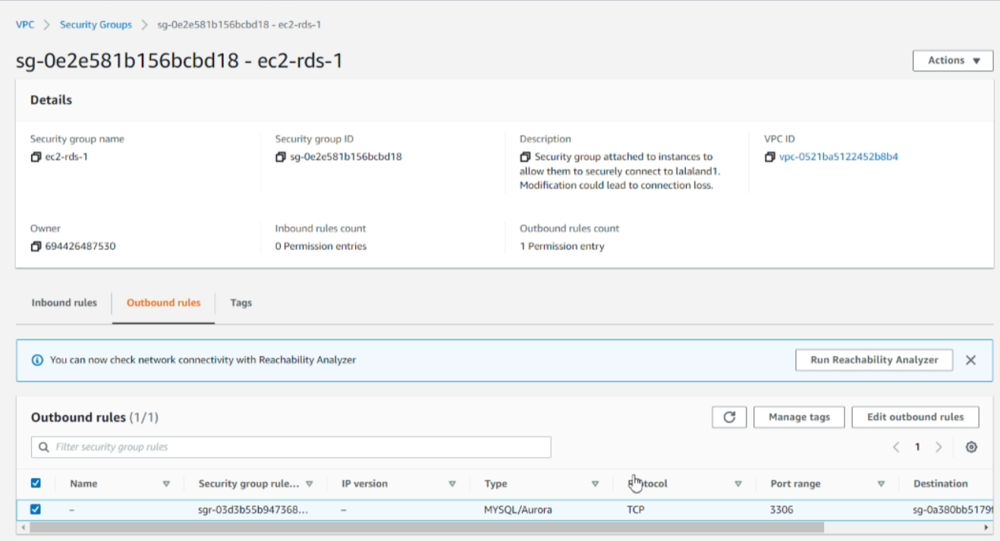 VPC > Security Groups > sg-0e2e581b156bcbd18 - ec2-rds-1
sg-0e2e581b156bcbd18 - ec2-rds-1
Actions ▼
Details
Security group name
ec2-rds-1
Security group ID
sg-0e2e581b156bcbd18
Description
Security group attached to instances to
allow them to securely connect to lalaland1.
Modification could lead to connection loss.
VPC ID
vpc-0521ba5122452b8b4
Owner
694426487530
Inbound rules count
0 Permission entries
Outbound rules count
1 Permission entry
Inbound rules
Outbound rules
Tags
You can now check network connectivity with Reachability Analyzer
Run Reachability Analyzer
Outbound rules (1/1)
Manage tags
Edit outbound rules
Filter security group rules
1
Name Security group rule... IP version Type Protocol Port range Destination
– sgr-03d3b55b947368... – MYSQL/Aurora TCP 3306 sg-0a380bb5179